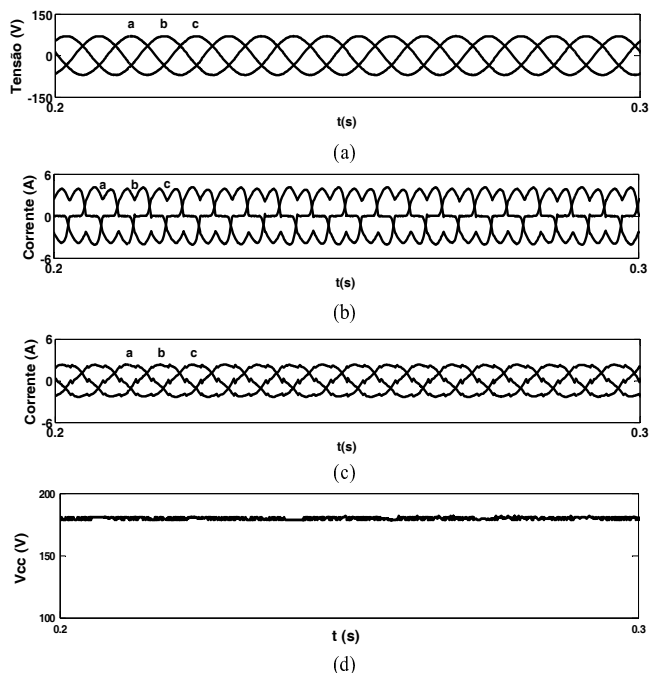 150
a b c
Tensão (V)
0
-150
0.2
0.3
t(s)
(a)
6
a b c
Corrente (A)
0
-6
0.2
0.3
t(s)
(b)
6
a b c
Corrente (A)
0
-6
0.2
0.3
t(s)
(c)
200
Vcc (V)
150
100
0.2
0.3
t (s)
(d)